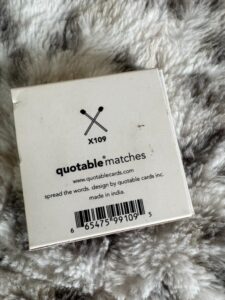 X109
quotable® matches
www.quotablecards.com
spread the words. design by quotable cards inc.
made in india.
6 65475 99109 5